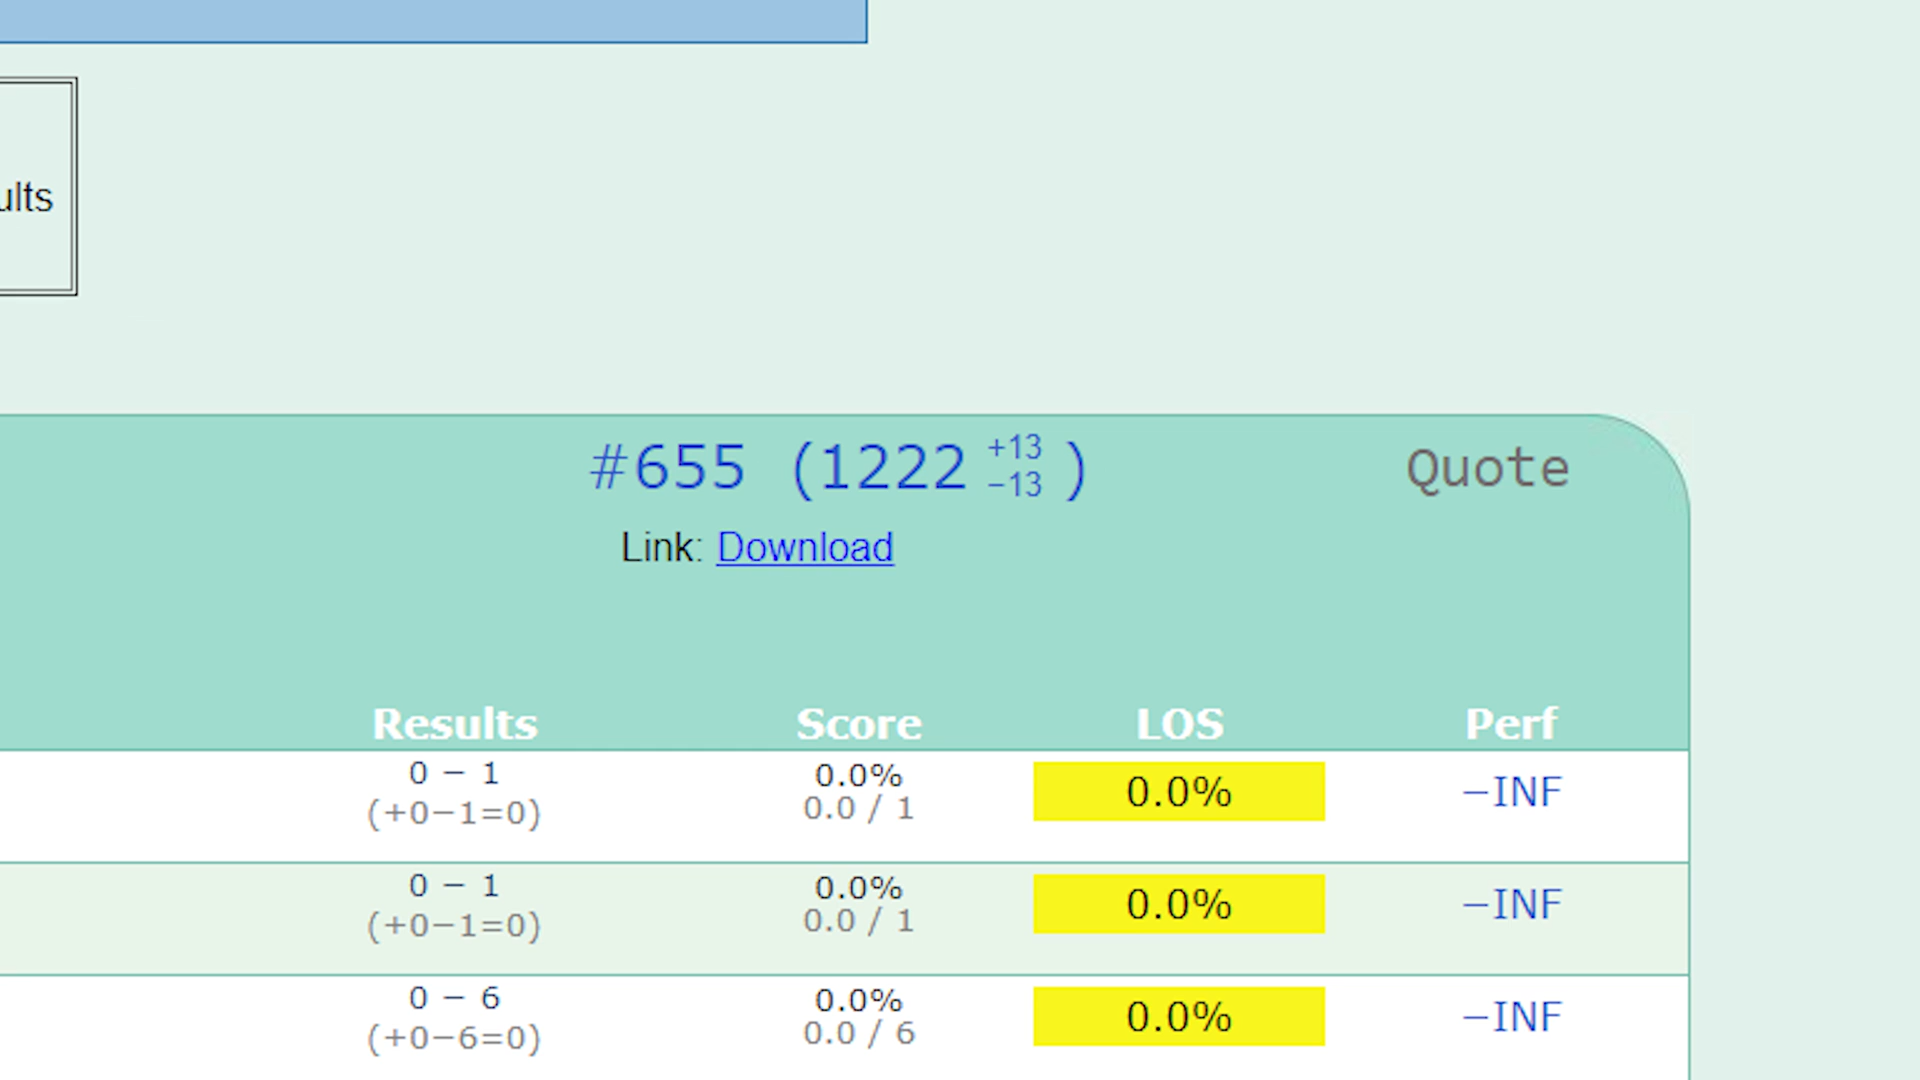 ults
#655 (1222 +13 −13 )
Quote
Link: Download
Results Score LOS Perf
0 − 1 0.0% 0.0% −INF
(+0−1=0) 0.0 / 1
0 − 1 0.0% 0.0% −INF
(+0−1=0) 0.0 / 1
0 − 6 0.0% 0.0% −INF
(+0−6=0) 0.0 / 6